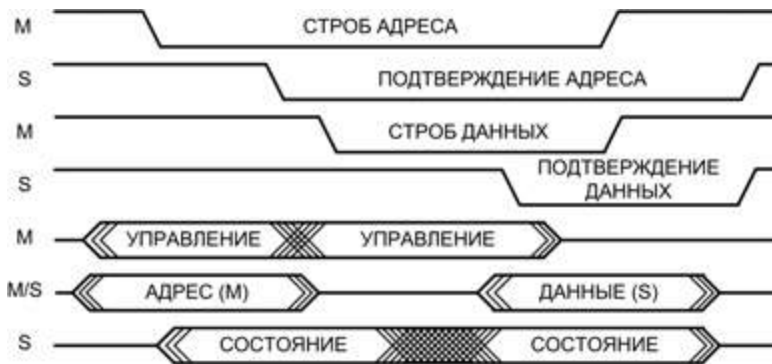 M СТРОБ АДРЕСА
S ПОДТВЕРЖДЕНИЕ АДРЕСА
M СТРОБ ДАННЫХ
S ПОДТВЕРЖДЕНИЕ
ДАННЫХ
M УПРАВЛЕНИЕ УПРАВЛЕНИЕ
M/S АДРЕС (M) ДАННЫЕ (S)
S СОСТОЯНИЕ СОСТОЯНИЕ